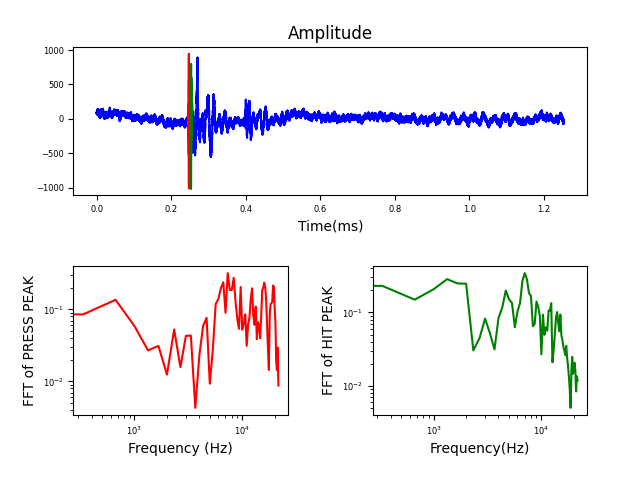 Amplitude
1000
500
0
−500
−1000
0.0 0.2 0.4 0.6 0.8 1.0 1.2
Time(ms)
FFT of PRESS PEAK
10⁻¹
10⁻²
10³ 10⁴
Frequency (Hz)
FFT of HIT PEAK
10⁻¹
10⁻²
10³ 10⁴
Frequency(Hz)